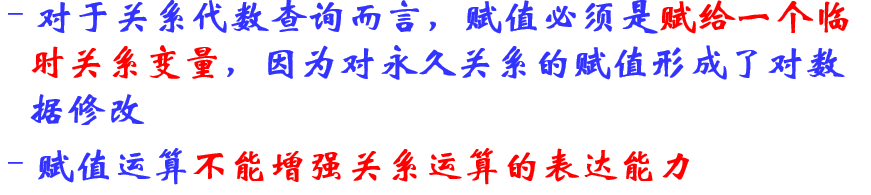 – 对于关系代数查询而言，赋值必须是赋给一个临
时关系变量，因为对永久关系的赋值形成了对数
据修改
– 赋值运算不能增强关系运算的表达能力